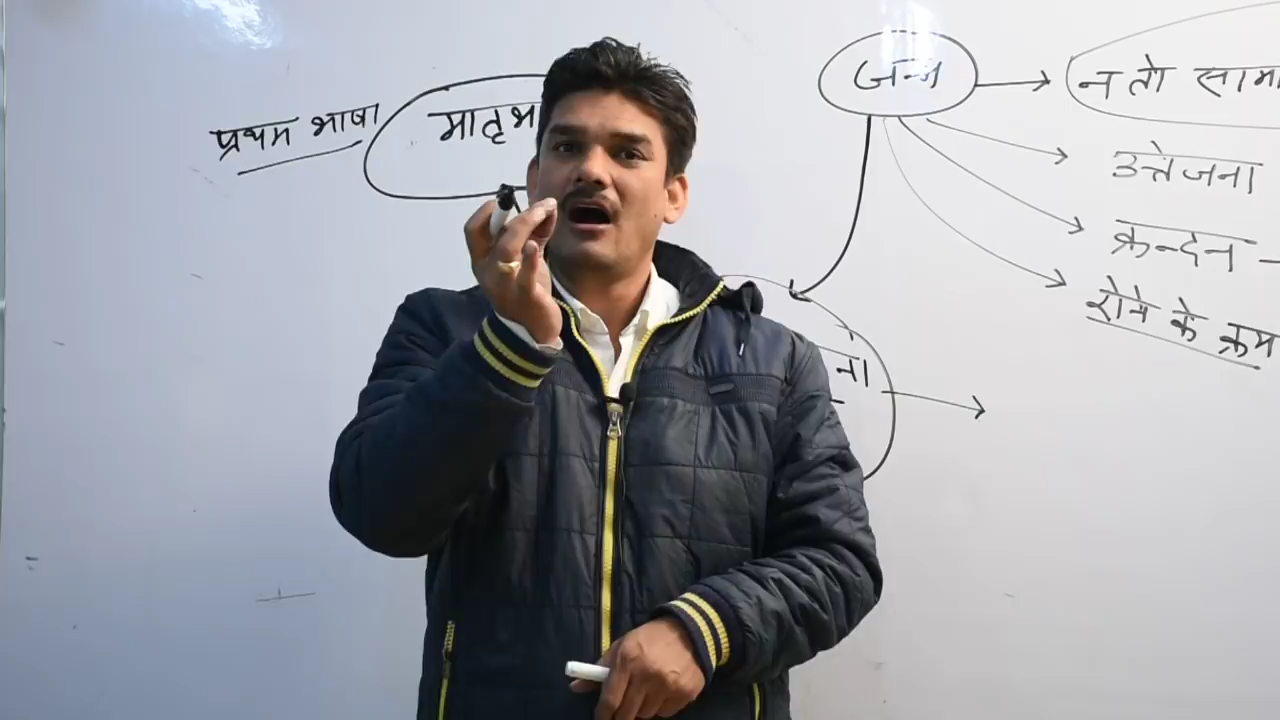 प्रथम भाषा
जन्म
न तो
उत्तेजना
क्रन्दन -
रोने के क्रम